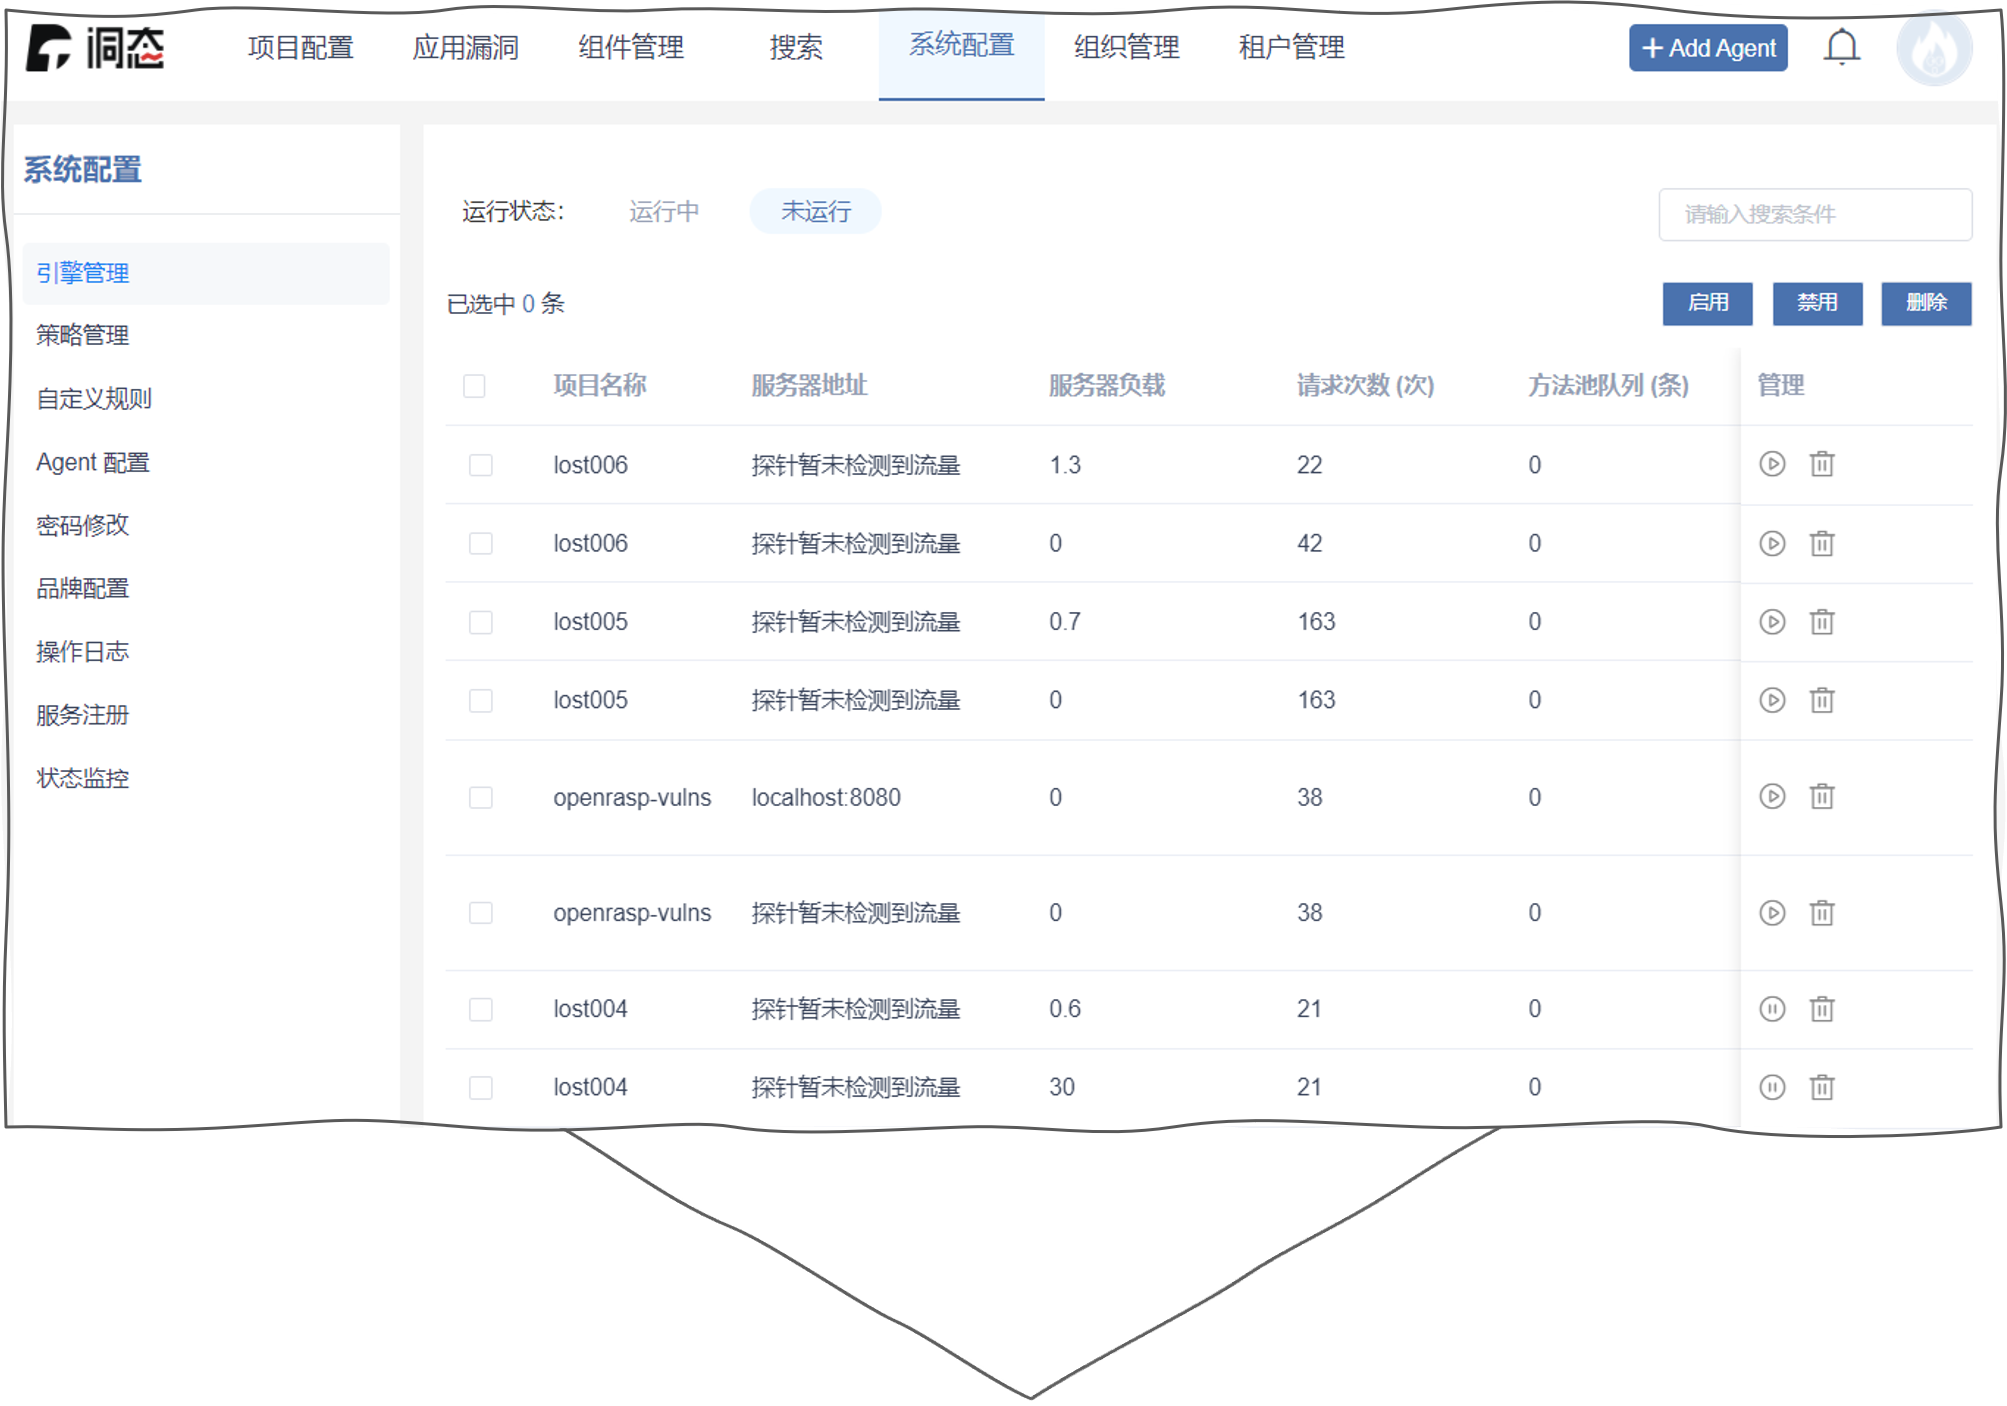 洞态 项目配置 应用漏洞 组件管理 搜索 系统配置 组织管理 租户管理 + Add Agent
系统配置
引擎管理
策略管理
自定义规则
Agent 配置
密码修改
品牌配置
操作日志
服务注册
状态监控
运行状态: 运行中 未运行 请输入搜索条件
已选中 0 条 启用 禁用 删除
项目名称 服务器地址 服务器负载 请求次数 (次) 方法池队列 (条) 管理
lost006 探针暂未检测到流量 1.3 22 0
lost006 探针暂未检测到流量 0 42 0
lost005 探针暂未检测到流量 0.7 163 0
lost005 探针暂未检测到流量 0 163 0
openrasp-vulns localhost:8080 0 38 0
openrasp-vulns 探针暂未检测到流量 0 38 0
lost004 探针暂未检测到流量 0.6 21 0
lost004 探针暂未检测到流量 30 21 0